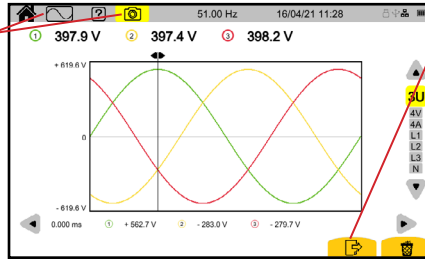 ? 51.00 Hz 16/04/21 11:28
1 397.9 V 2 397.4 V 3 398.2 V
+ 619.6 V
3U
4V
4A
0
L1
L2
L3
N
- 619.6 V
0.000 ms 1 + 562.7 V 2 - 283.0 V 3 - 279.7 V